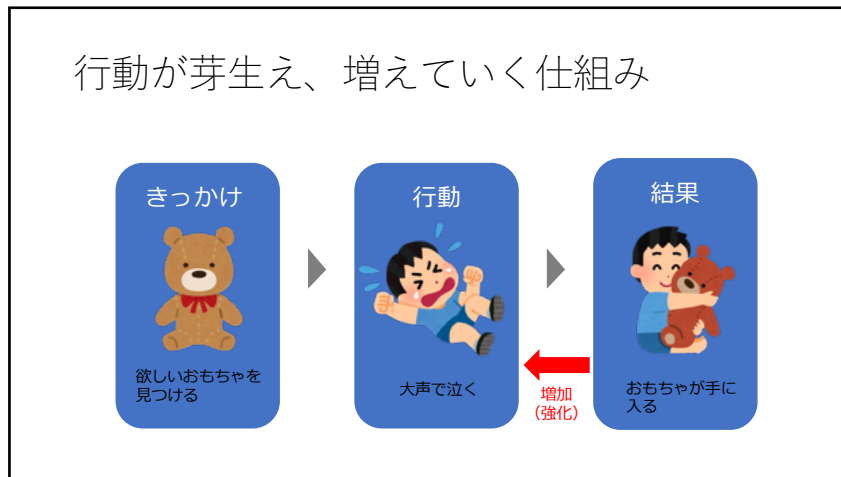 行動が芽生え、増えていく仕組み
きっかけ
欲しいおもちゃを
見つける
行動
大声で泣く
結果
おもちゃが手に
入る
増加
（強化）